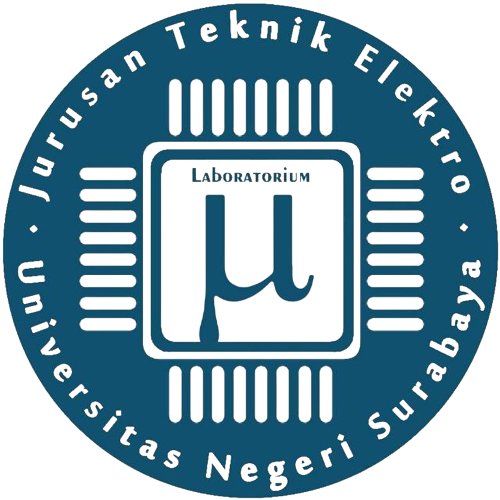 Jurusan Teknik Elektro
Laboratorium
µ
Universitas Negeri Surabaya